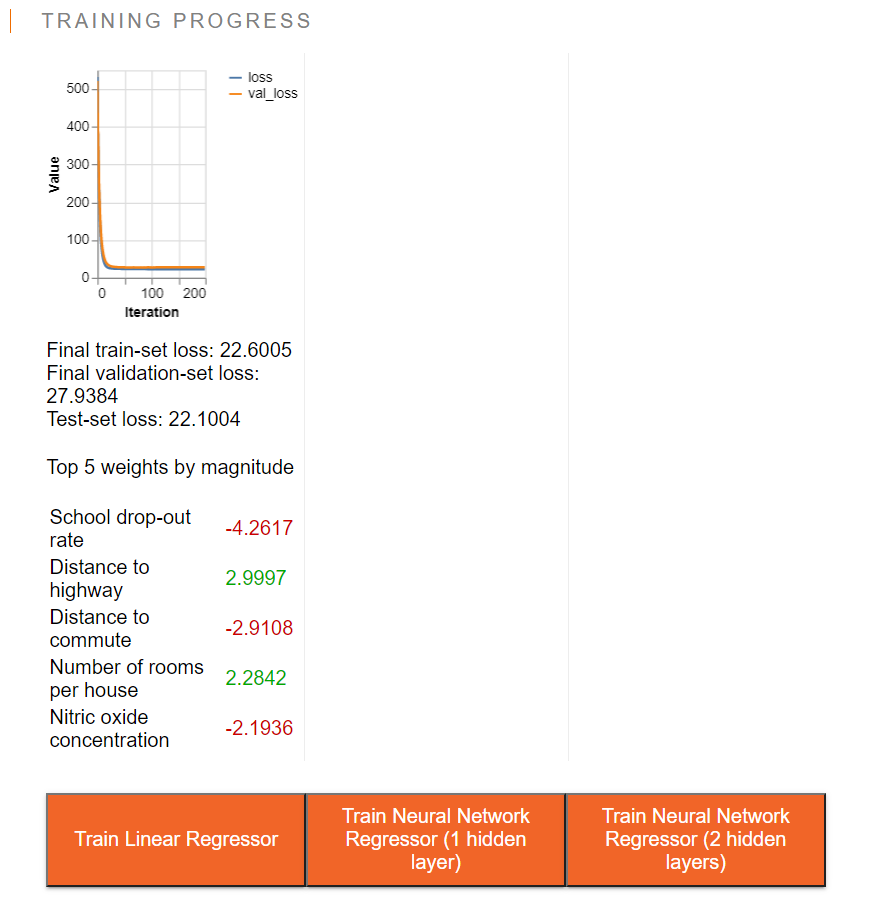 TRAINING PROGRESS
loss
val_loss
500
400
300
200
100
0
Value
0 100 200
Iteration
Final train-set loss: 22.6005
Final validation-set loss:
27.9384
Test-set loss: 22.1004
Top 5 weights by magnitude
School drop-out
rate
-4.2617
Distance to
highway
2.9997
Distance to
commute
-2.9108
Number of rooms
per house
2.2842
Nitric oxide
concentration
-2.1936
Train Linear Regressor
Train Neural Network
Regressor (1 hidden
layer)
Train Neural Network
Regressor (2 hidden
layers)